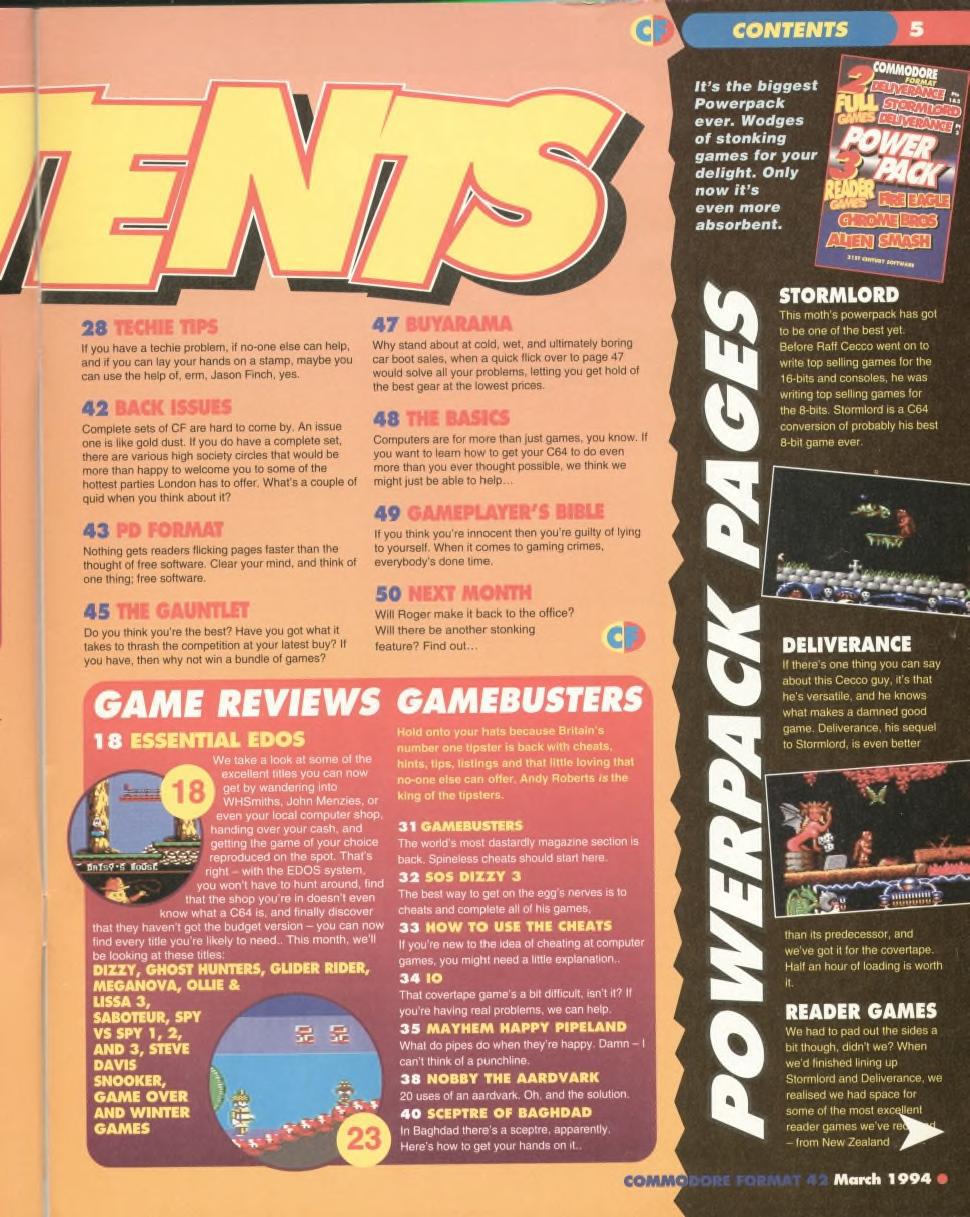 CF
CONTENTS 5
TENTS
28 TECHIE TIPS
If you have a techie problem, if no-one else can help,
and if you can lay your hands on a stamp, maybe you
can use the help of, erm, Jason Finch, yes.
42 BACK ISSUES
Complete sets of CF are hard to come by. An issue
one is like gold dust. If you do have a complete set,
there are various high society circles that would be
more than happy to welcome you to some of the
hottest parties London has to offer. What's a couple of
quid when you think about it?
43 PD FORMAT
Nothing gets readers flicking pages faster than the
thought of free software. Clear your mind, and think of
one thing; free software.
45 THE GAUNTLET
Do you think you're the best? Have you got what it
takes to thrash the competition at your latest buy? If
you have, then why not win a bundle of games?
47 BUYARAMA
Why stand about at cold, wet, and ultimately boring
car boot sales, when a quick flick over to page 47
would solve all your problems, letting you get hold of
the best gear at the lowest prices.
48 THE BASICS
Computers are for more than just games, you know. If
you want to learn how to get your C64 to do even
more than you ever thought possible, we think we
might just be able to help...
49 GAMEPLAYER'S BIBLE
If you think you're innocent then you're guilty of lying
to yourself. When it comes to gaming crimes,
everybody's done time.
50 NEXT MONTH
Will Roger make it back to the office?
Will there be another stonking
feature? Find out...
CF
GAME REVIEWS
18 ESSENTIAL EDOS
We take a look at some of the
excellent titles you can now
get by wandering into
WHSmiths, John Menzies, or
even your local computer shop,
handing over your cash, and
getting the game of your choice
reproduced on the spot. That's
right – with the EDOS system,
you won't have to hunt around, find
that the shop you're in doesn't even
know what a C64 is, and finally discover
that they haven't got the budget version – you can now
find every title you're likely to need.. This month, we'll
be looking at these titles:
DIZZY, GHOST HUNTERS, GLIDER RIDER,
MEGANOVA, OLLIE &
LISSA 3,
SABOTEUR, SPY
VS SPY 1, 2,
AND 3, STEVE
DAVIS
SNOOKER,
GAME OVER
AND WINTER
GAMES
18
DAISY'S HOUSE
23
GAMEBUSTERS
Hold onto your hats because Britain's
number one tipster is back with cheats,
hints, tips, listings and that little loving that
no-one else can offer. Andy Roberts is the
king of the tipsters.
31 GAMEBUSTERS
The world's most dastardly magazine section is
back. Spineless cheats should start here.
32 SOS DIZZY 3
The best way to get on the egg's nerves is to
cheats and complete all of his games,
33 HOW TO USE THE CHEATS
If you're new to the idea of cheating at computer
games, you might need a little explanation..
34 IO
That covertape game's a bit difficult, isn't it? If
you're having real problems, we can help.
35 MAYHEM HAPPY PIPELAND
What do pipes do when they're happy. Damn – I
can't think of a punchline.
38 NOBBY THE AARDVARK
20 uses of an aardvark. Oh, and the solution.
40 SCEPTRE OF BAGHDAD
In Baghdad there's a sceptre, apparently.
Here's how to get your hands on it..
It's the biggest
Powerpack
ever. Wodges
of stonking
games for your
delight. Only
now it's
even more
absorbent.
COMMODORE
FORMAT
2 FULL GAMES
DELIVERANCE Pts 1&2
STORMLORD
DELIVERANCE
POWER
PACK
3 READER GAMES
FIRE EAGLE
CHROME BROS
ALIEN SMASH
21ST CENTURY SOFTWARE
POWERPACK PAGES
STORMLORD
This moth's powerpack has got
to be one of the best yet.
Before Raff Cecco went on to
write top selling games for the
16-bits and consoles, he was
writing top selling games for
the 8-bits. Stormlord is a C64
conversion of probably his best
8-bit game ever.
DELIVERANCE
If there's one thing you can say
about this Cecco guy, it's that
he's versatile, and he knows
what makes a damned good
game. Deliverance, his sequel
to Stormlord, is even better
than its predecessor, and
we've got it for the covertape.
Half an hour of loading is worth
it.
READER GAMES
We had to pad out the sides a
bit though, didn't we? When
we'd finished lining up
Stormlord and Deliverance, we
realised we had space for
some of the most excellent
reader games we've
– from New Zealand
COMMODORE FORMAT 42 March 1994